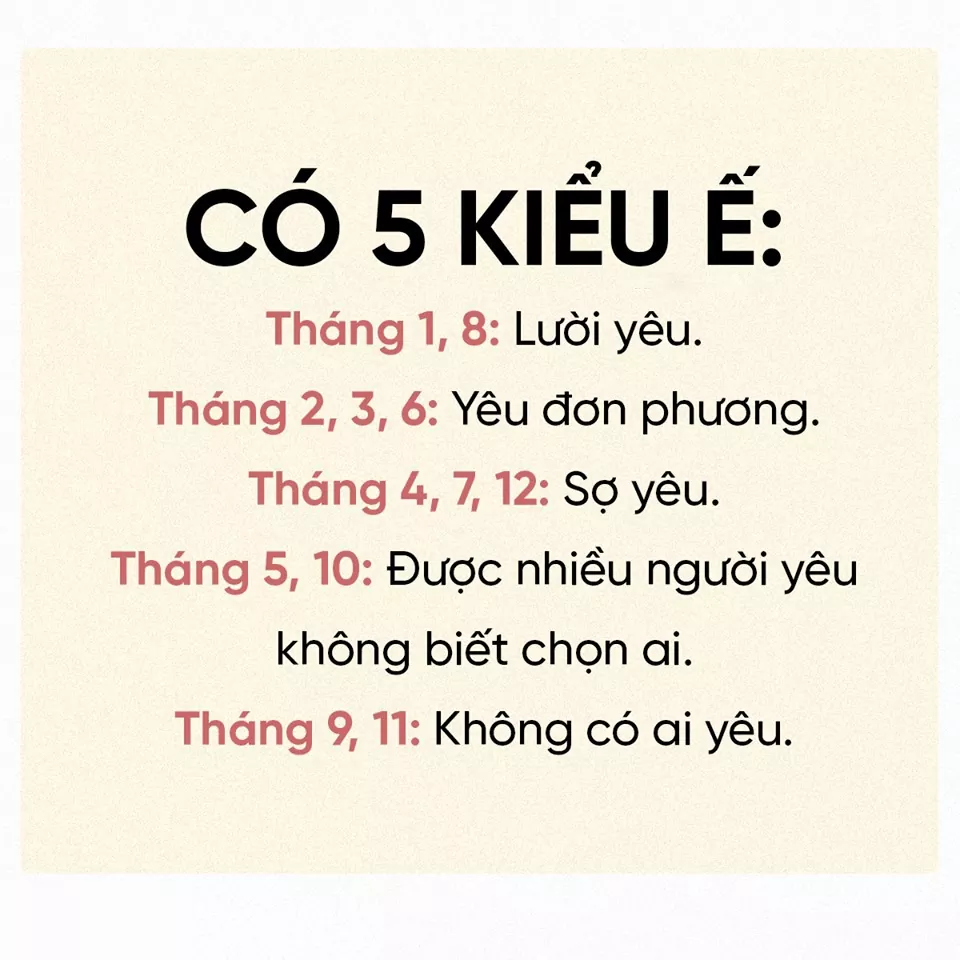 CÓ 5 KIỂU Ế:
Tháng 1, 8: Lười yêu.
Tháng 2, 3, 6: Yêu đơn phương.
Tháng 4, 7, 12: Sợ yêu.
Tháng 5, 10: Được nhiều người yêu
không biết chọn ai.
Tháng 9, 11: Không có ai yêu.